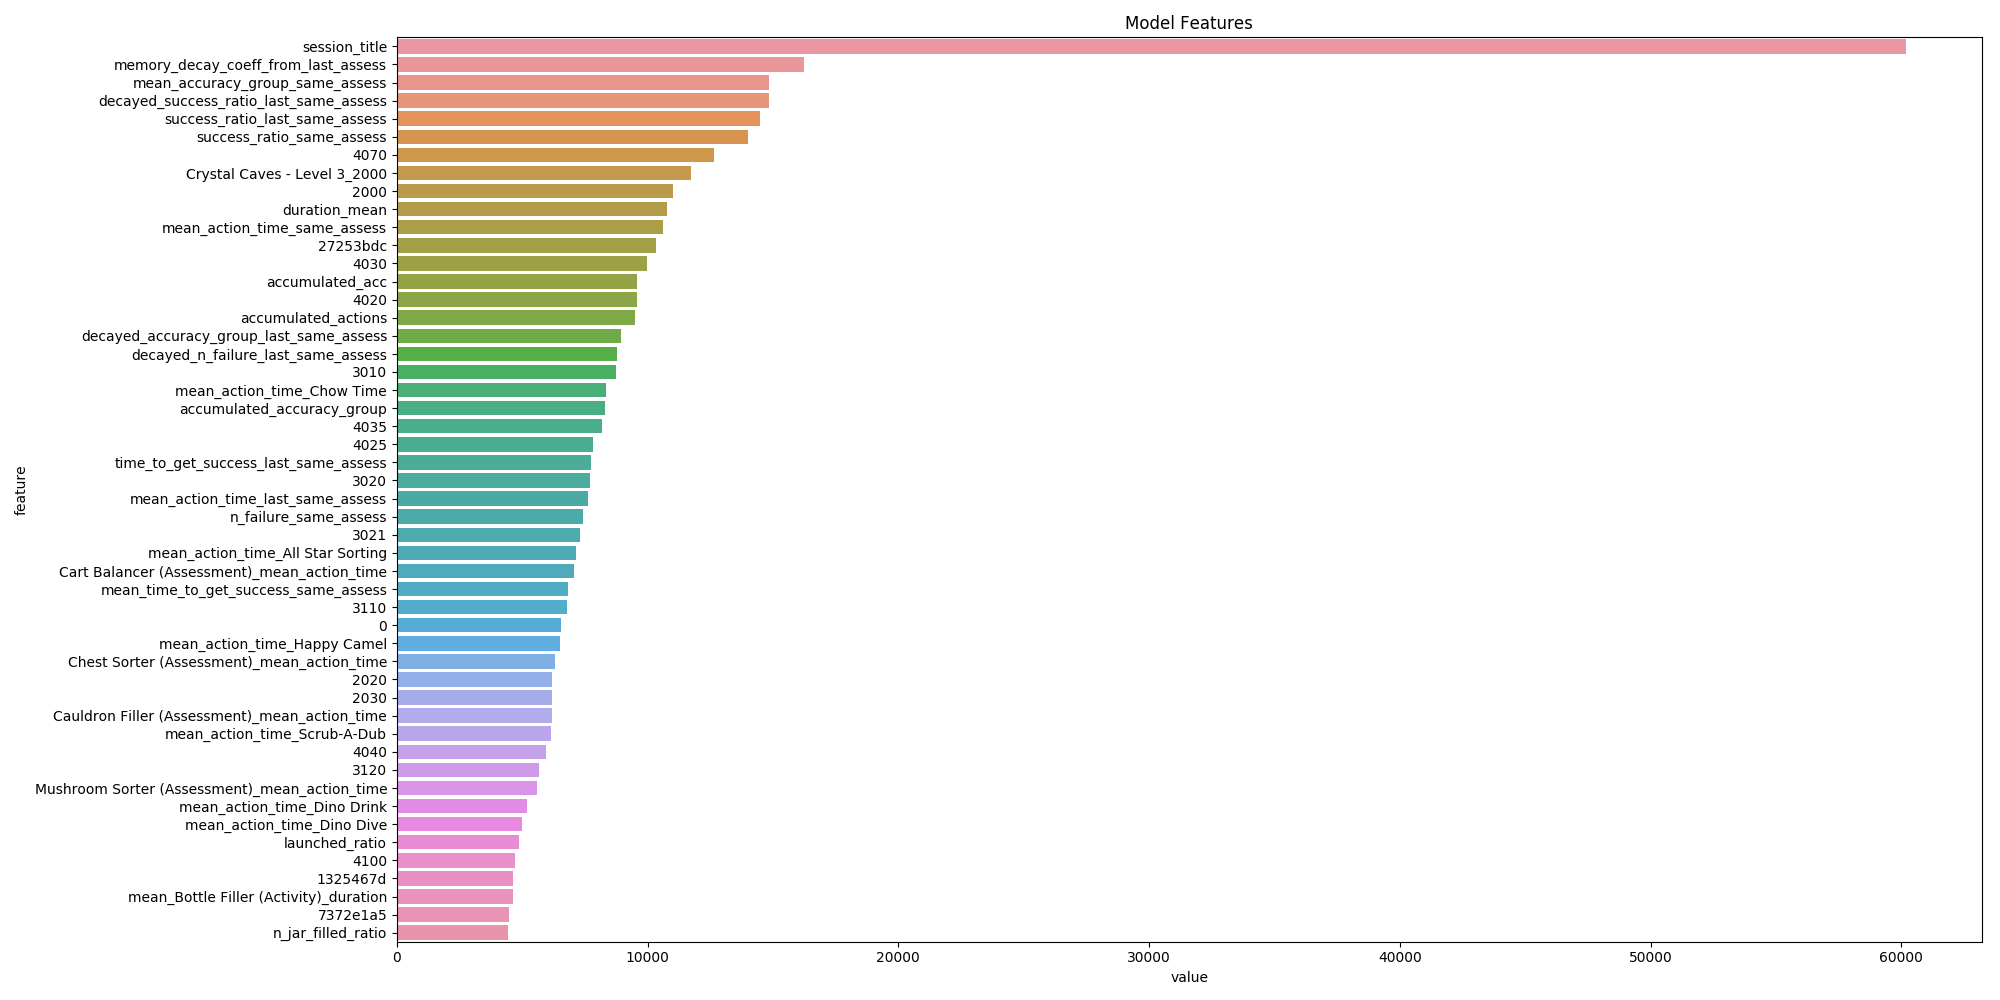 Model Features
session_title
memory_decay_coeff_from_last_assess
mean_accuracy_group_same_assess
decayed_success_ratio_last_same_assess
success_ratio_last_same_assess
success_ratio_same_assess
4070
Crystal Caves - Level 3_2000
2000
duration_mean
mean_action_time_same_assess
27253bdc
4030
accumulated_acc
4020
accumulated_actions
decayed_accuracy_group_last_same_assess
decayed_n_failure_last_same_assess
3010
mean_action_time_Chow Time
accumulated_accuracy_group
4035
4025
time_to_get_success_last_same_assess
3020
mean_action_time_last_same_assess
n_failure_same_assess
3021
mean_action_time_All Star Sorting
Cart Balancer (Assessment)_mean_action_time
mean_time_to_get_success_same_assess
3110
0
mean_action_time_Happy Camel
Chest Sorter (Assessment)_mean_action_time
2020
2030
Cauldron Filler (Assessment)_mean_action_time
mean_action_time_Scrub-A-Dub
4040
3120
Mushroom Sorter (Assessment)_mean_action_time
mean_action_time_Dino Drink
mean_action_time_Dino Dive
launched_ratio
4100
1325467d
mean_Bottle Filler (Activity)_duration
7372e1a5
n_jar_filled_ratio
feature
0 10000 20000 30000 40000 50000 60000
value